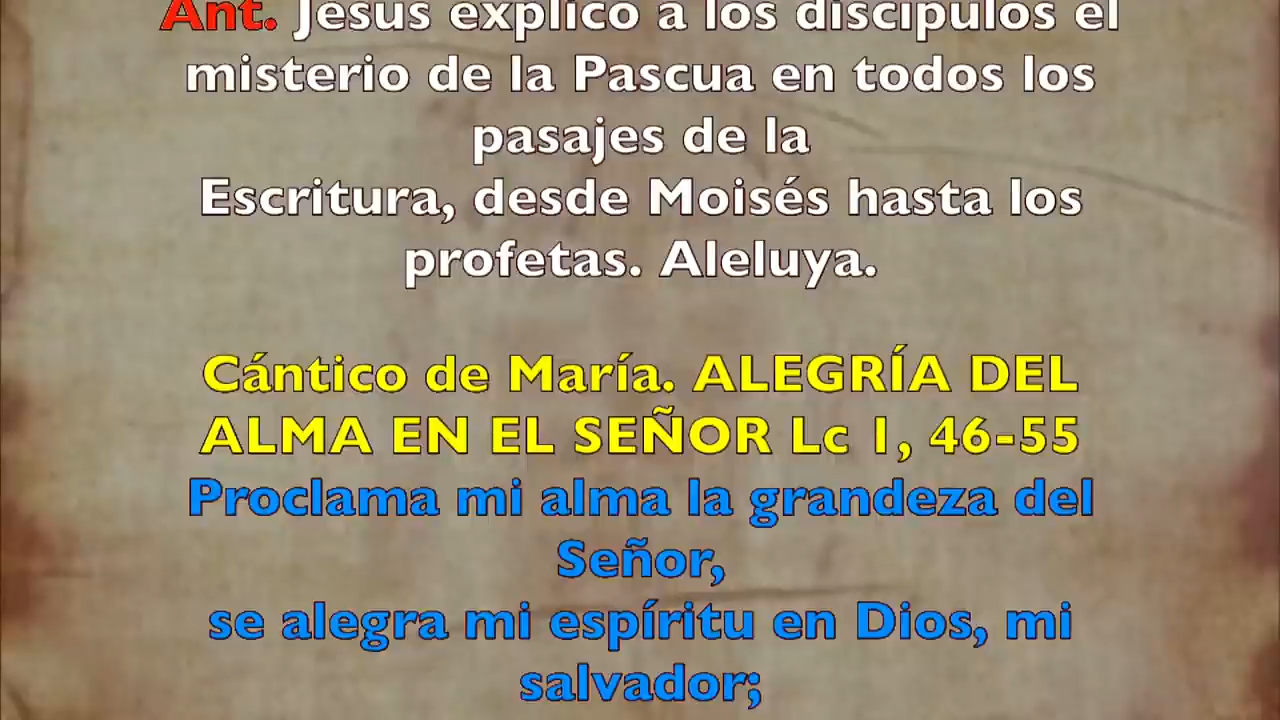 Ant. Jesús explicó a los discípulos el
misterio de la Pascua en todos los
pasajes de la
Escritura, desde Moisés hasta los
profetas. Aleluya.
Cántico de María. ALEGRÍA DEL
ALMA EN EL SEÑOR Lc 1, 46-55
Proclama mi alma la grandeza del
Señor,
se alegra mi espíritu en Dios, mi
salvador;